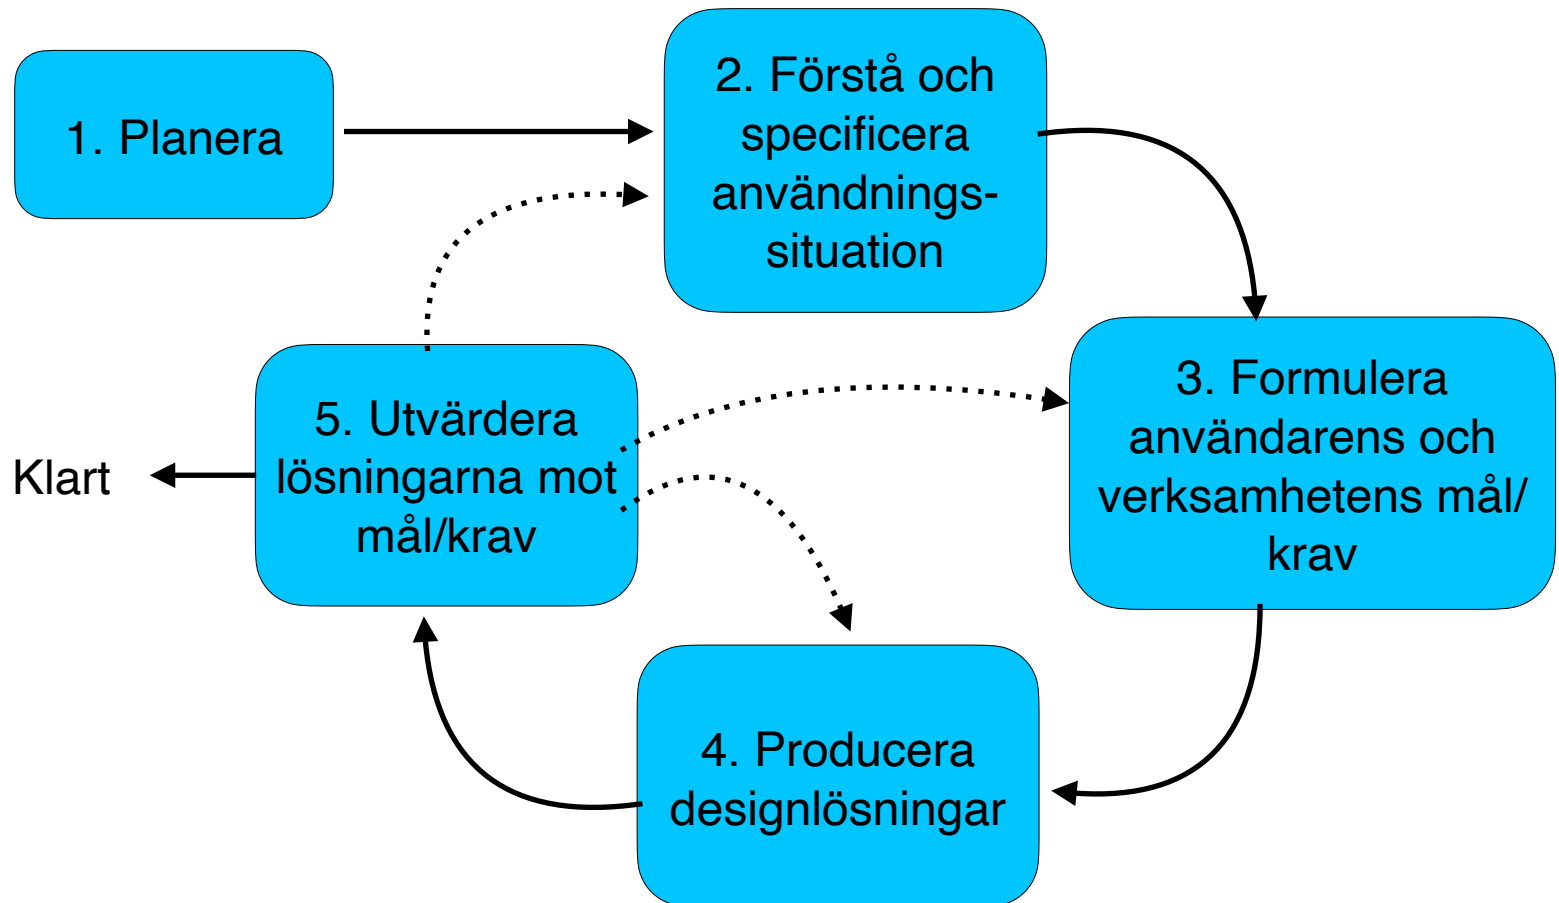 1. Planera
2. Förstå och
specificera
användnings-
situation
3. Formulera
användarens och
verksamhetens mål/
krav
4. Producera
designlösningar
5. Utvärdera
lösningarna mot
mål/krav
Klart